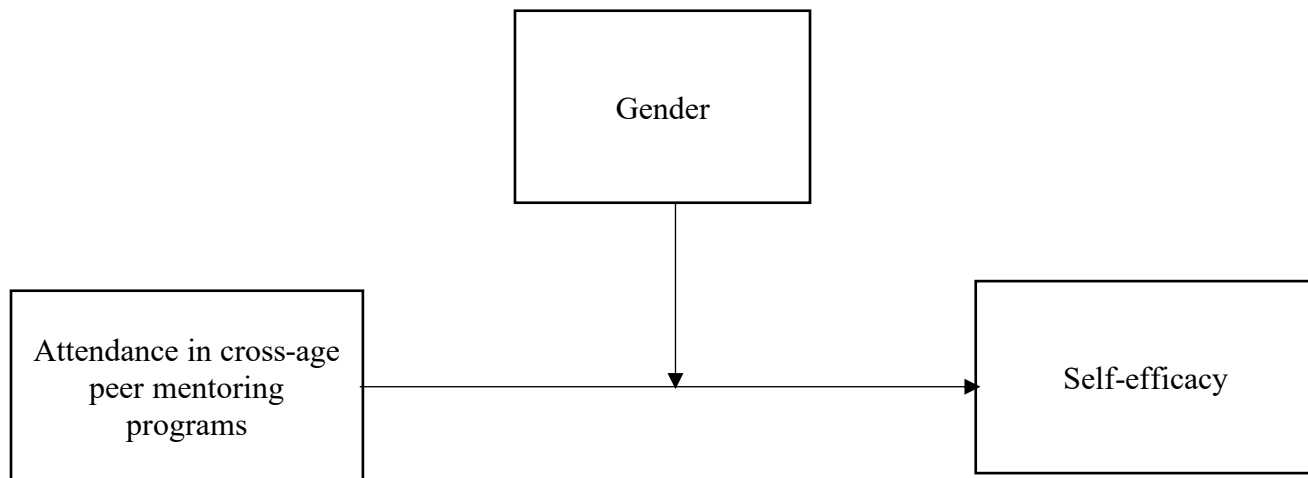 Gender
Attendance in cross-age
peer mentoring
programs
Self-efficacy